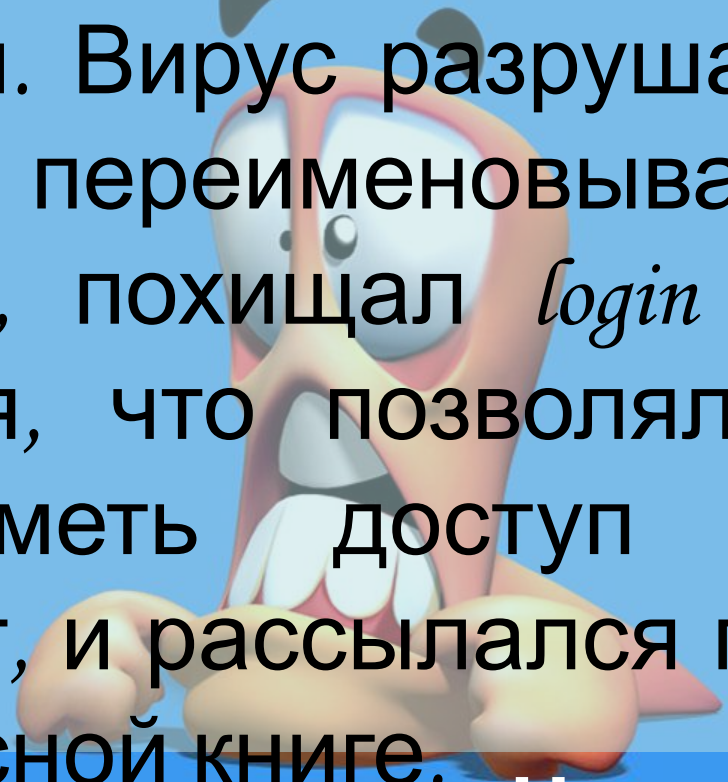 . Вирус разруша
переименовыва
, похищал login
я, что позволял
меть доступ
, и рассылался
сной книге.